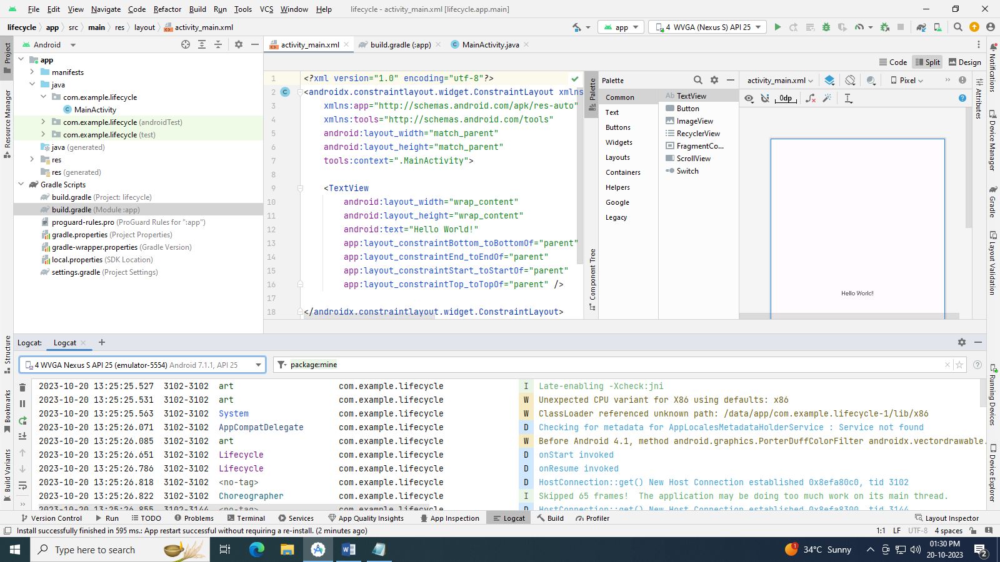 File Edit View Navigate Code Refactor Build Run Tools VCS Window Help lifecycle - activity_main.xml [lifecycle.app.main]
lifecycle app src main res layout activity_main.xml app 4 WVGA (Nexus S) API 25
Android
activity_main.xml build.gradle (:app) MainActivity.java
Code Split Design
Project
Resource Manager
Structure
Bookmarks
Build Variants
app
manifests
java
com.example.lifecycle
MainActivity
com.example.lifecycle (androidTest)
com.example.lifecycle (test)
java (generated)
res
res (generated)
Gradle Scripts
build.gradle (Project: lifecycle)
build.gradle (Module :app)
proguard-rules.pro (ProGuard Rules for ":app")
gradle.properties (Project Properties)
gradle-wrapper.properties (Gradle Version)
local.properties (SDK Location)
settings.gradle (Project Settings)
1 <?xml version="1.0" encoding="utf-8"?>
2 <androidx.constraintlayout.widget.ConstraintLayout xmlns
3 xmlns:app="http://schemas.android.com/apk/res-auto"
4 xmlns:tools="http://schemas.android.com/tools"
5 android:layout_width="match_parent"
6 android:layout_height="match_parent"
7 tools:context=".MainActivity">
8
9 <TextView
10 android:layout_width="wrap_content"
11 android:layout_height="wrap_content"
12 android:text="Hello World!"
13 app:layout_constraintBottom_toBottomOf="parent"
14 app:layout_constraintEnd_toEndOf="parent"
15 app:layout_constraintStart_toStartOf="parent"
16 app:layout_constraintTop_toTopOf="parent" />
17
18 </androidx.constraintlayout.widget.ConstraintLayout>
Palette
Component Tree
Palette
Common
Text
Buttons
Widgets
Layouts
Containers
Helpers
Google
Legacy
Ab TextView
Button
ImageView
RecyclerView
FragmentCo...
ScrollView
Switch
activity_main.xml Pixel
0dp
Hello World!
Notifications
Attributes
Device Manager
Gradle
Layout Validation
Running Devices
Device Explorer
Logcat: Logcat
4 WVGA Nexus S API 25 (emulator-5554) Android 7.1.1, API 25 package:mine
2023-10-20 13:25:25.527 3102-3102 art com.example.lifecycle I Late-enabling -Xcheck:jni
2023-10-20 13:25:25.531 3102-3102 art com.example.lifecycle W Unexpected CPU variant for X86 using defaults: x86
2023-10-20 13:25:25.563 3102-3102 System com.example.lifecycle W ClassLoader referenced unknown path: /data/app/com.example.lifecycle-1/lib/x86
2023-10-20 13:25:26.071 3102-3102 AppCompatDelegate com.example.lifecycle D Checking for metadata for AppLocalesMetadataHolderService : Service not found
2023-10-20 13:25:26.085 3102-3102 art com.example.lifecycle W Before Android 4.1, method android.graphics.PorterDuffColorFilter androidx.vectordrawable.
2023-10-20 13:25:26.651 3102-3102 Lifecycle com.example.lifecycle D onStart invoked
2023-10-20 13:25:26.786 3102-3102 Lifecycle com.example.lifecycle D onResume invoked
2023-10-20 13:25:26.818 3102-3102 <no-tag> com.example.lifecycle D HostConnection::get() New Host Connection established 0x8efa80c0, tid 3102
2023-10-20 13:25:26.822 3102-3102 Choreographer com.example.lifecycle I Skipped 65 frames! The application may be doing too much work on its main thread.
2023-10-20 13:25:26.855 3102-3144 <no-tag> com.example.lifecycle D HostConnection::get() New Host Connection established 0x8efa8300, tid 3144
Version Control Run TODO Problems Terminal Services App Quality Insights App Inspection Logcat Build Profiler Layout Inspector
Install successfully finished in 595 ms.: App restart successful without requiring a re-install. (2 minutes ago) 1:1 LF UTF-8 4 spaces
Type here to search 34°C Sunny 01:30 PM
20-10-2023 2